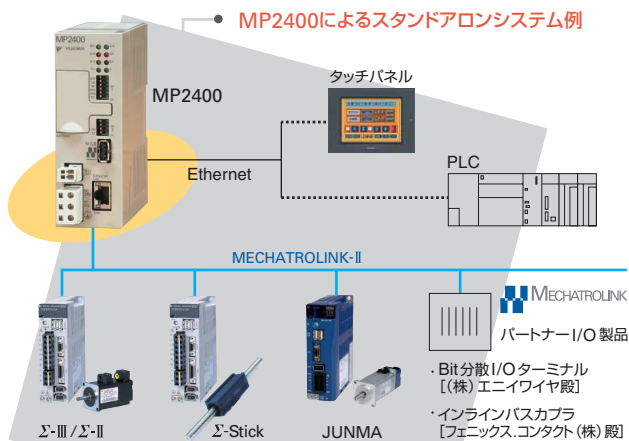 MP2400によるスタンドアロンシステム例
MP2400
YASKAWA
MP2400
タッチパネル
Ethernet
Ethernet
PLC
MECHATROLINK-Ⅱ
MECHATROLINK
パートナーI/O製品
・Bit分散I/Oターミナル
[(株)エニイワイヤ殿]
・インラインバスカプラ
[フェニックス.コンタクト(株)殿]
Σ-Ⅲ/Σ-Ⅱ
Σ-Stick
JUNMA